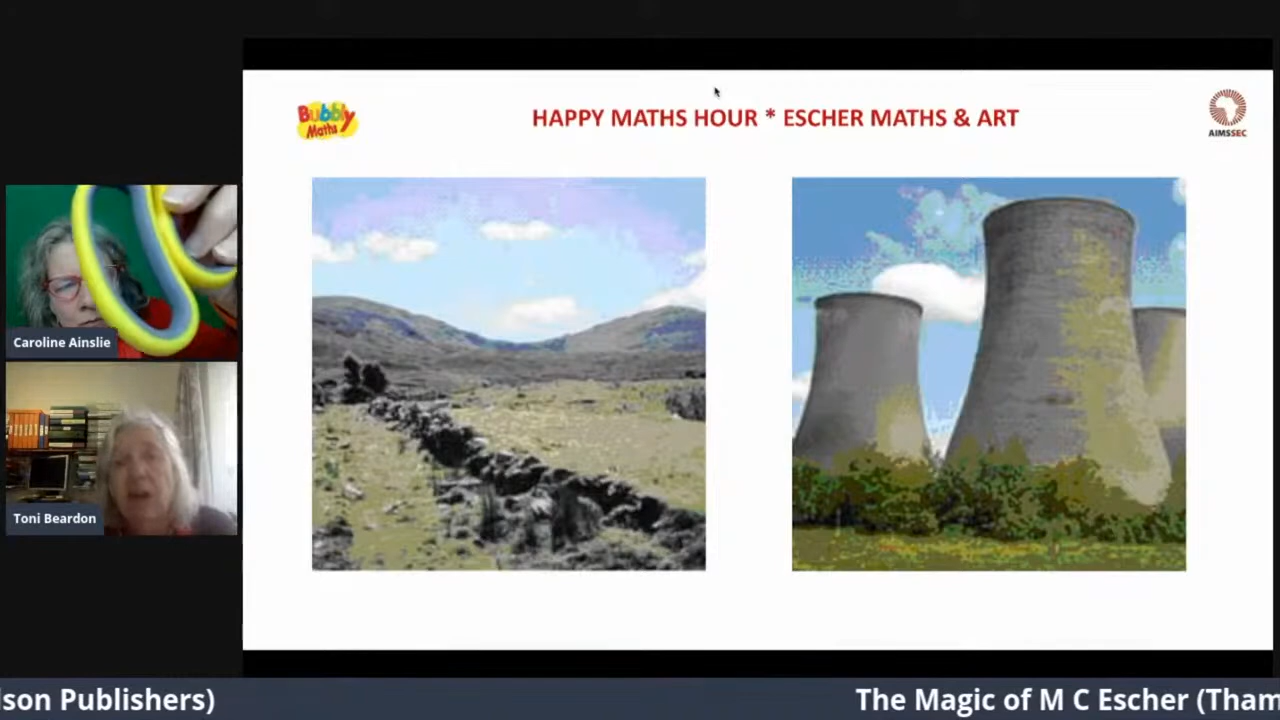 Bubbly
Maths
HAPPY MATHS HOUR * ESCHER MATHS & ART
AIMSSEC
Caroline Ainslie
Toni Beardon
lson Publishers)
The Magic of M C Escher (Tham